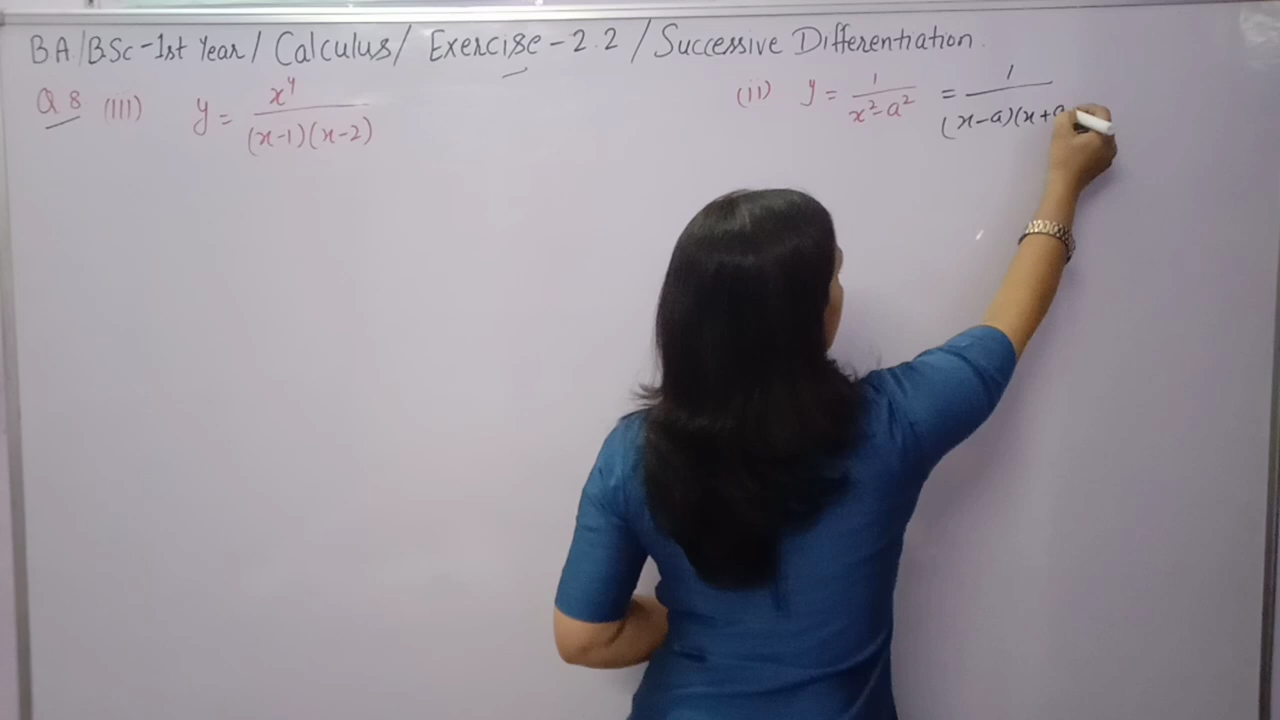 BA/BSc-1st Year/ Calculus/ Exercise-2.2 / Successive Differentiation.
Q 8 (iii) y = x⁴/(x-1)(x-2)
(ii) y = 1/x²-a² = 1/(x-a)(x+a